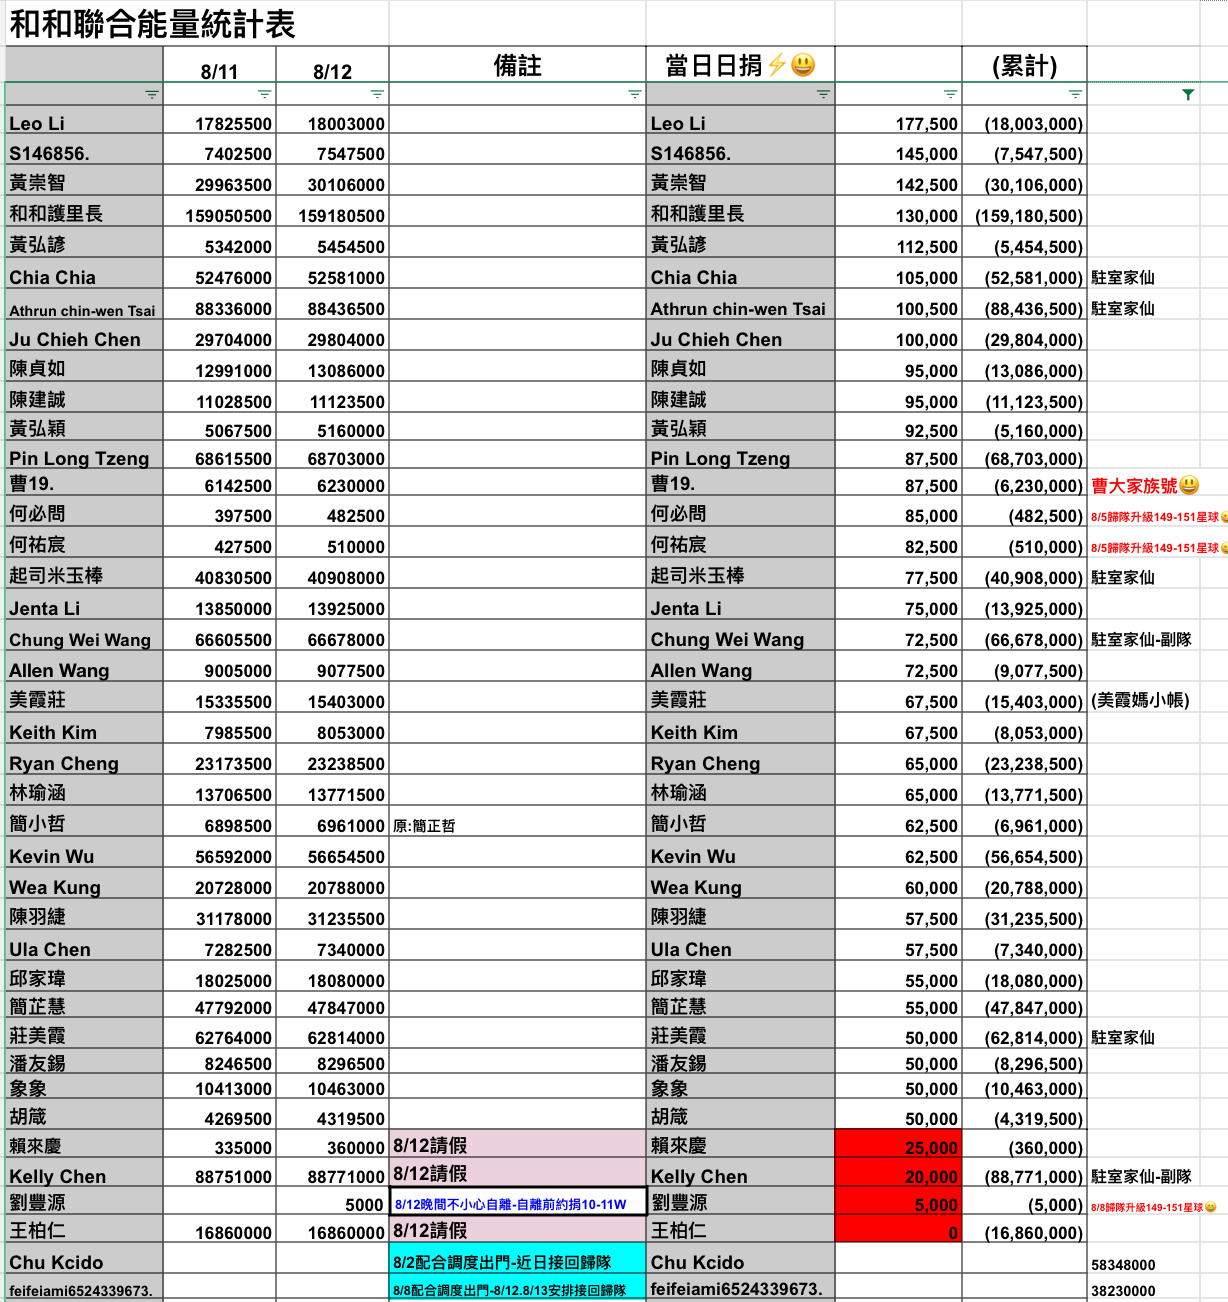 和和聯合能量統計表
8/11 8/12 備註 當日日捐⚡😃 (累計)
Leo Li 17825500 18003000 Leo Li 177,500 (18,003,000)
S146856. 7402500 7547500 S146856. 145,000 (7,547,500)
黃崇智 29963500 30106000 黃崇智 142,500 (30,106,000)
和和護里長 159050500 159180500 和和護里長 130,000 (159,180,500)
黃弘諺 5342000 5454500 黃弘諺 112,500 (5,454,500)
Chia Chia 52476000 52581000 Chia Chia 105,000 (52,581,000) 駐室家仙
Athrun chin-wen Tsai 88336000 88436500 Athrun chin-wen Tsai 100,500 (88,436,500) 駐室家仙
Ju Chieh Chen 29704000 29804000 Ju Chieh Chen 100,000 (29,804,000)
陳貞如 12991000 13086000 陳貞如 95,000 (13,086,000)
陳建誠 11028500 11123500 陳建誠 95,000 (11,123,500)
黃弘穎 5067500 5160000 黃弘穎 92,500 (5,160,000)
Pin Long Tzeng 68615500 68703000 Pin Long Tzeng 87,500 (68,703,000)
曹19. 6142500 6230000 曹19. 87,500 (6,230,000) 曹大家族號😃
何必問 397500 482500 何必問 85,000 (482,500) 8/5歸隊升級149-151星球😄
何祐宸 427500 510000 何祐宸 82,500 (510,000) 8/5歸隊升級149-151星球😄
起司米玉棒 40830500 40908000 起司米玉棒 77,500 (40,908,000) 駐室家仙
Jenta Li 13850000 13925000 Jenta Li 75,000 (13,925,000)
Chung Wei Wang 66605500 66678000 Chung Wei Wang 72,500 (66,678,000) 駐室家仙-副隊
Allen Wang 9005000 9077500 Allen Wang 72,500 (9,077,500)
美霞莊 15335500 15403000 美霞莊 67,500 (15,403,000) (美霞媽小帳)
Keith Kim 7985500 8053000 Keith Kim 67,500 (8,053,000)
Ryan Cheng 23173500 23238500 Ryan Cheng 65,000 (23,238,500)
林瑜涵 13706500 13771500 林瑜涵 65,000 (13,771,500)
簡小哲 6898500 6961000 原:簡正哲 簡小哲 62,500 (6,961,000)
Kevin Wu 56592000 56654500 Kevin Wu 62,500 (56,654,500)
Wea Kung 20728000 20788000 Wea Kung 60,000 (20,788,000)
陳羽緁 31178000 31235500 陳羽緁 57,500 (31,235,500)
Ula Chen 7282500 7340000 Ula Chen 57,500 (7,340,000)
邱家瑋 18025000 18080000 邱家瑋 55,000 (18,080,000)
簡芷慧 47792000 47847000 簡芷慧 55,000 (47,847,000)
莊美霞 62764000 62814000 莊美霞 50,000 (62,814,000) 駐室家仙
潘友錫 8246500 8296500 潘友錫 50,000 (8,296,500)
象象 10413000 10463000 象象 50,000 (10,463,000)
胡箴 4269500 4319500 胡箴 50,000 (4,319,500)
賴來慶 335000 360000 8/12請假 賴來慶 25,000 (360,000)
Kelly Chen 88751000 88771000 8/12請假 Kelly Chen 20,000 (88,771,000) 駐室家仙-副隊
劉豐源 5000 8/12晚間不小心自離-自離前約捐10-11W 劉豐源 5,000 (5,000) 8/8歸隊升級149-151星球😄
王柏仁 16860000 16860000 8/12請假 王柏仁 0 (16,860,000)
Chu Kcido 8/2配合調度出門-近日接回歸隊 Chu Kcido 58348000
feifeiami6524339673. 8/8配合調度出門-8/12.8/13安排接回歸隊 feifeiami6524339673. 38230000